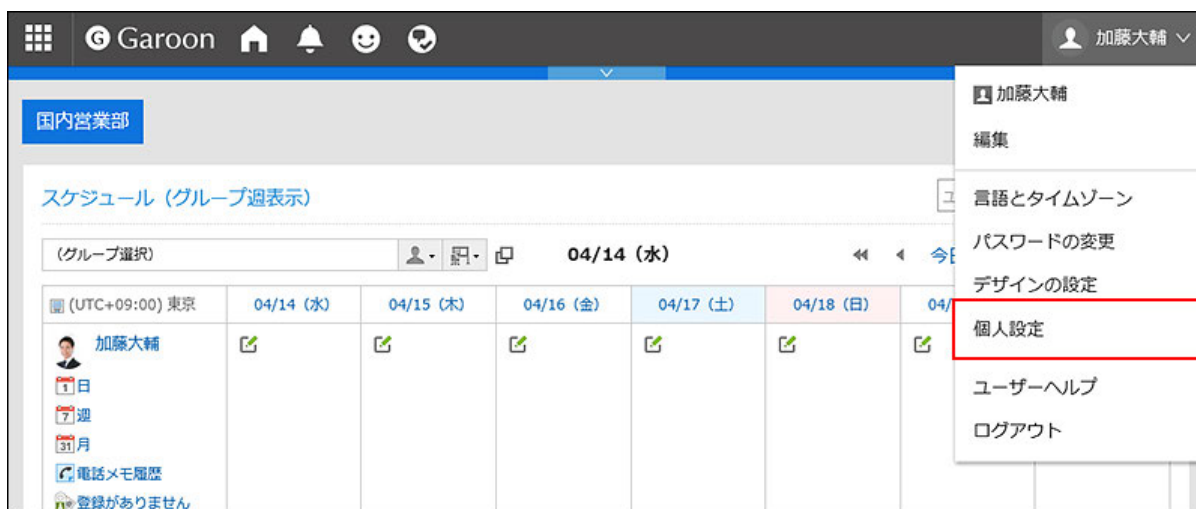 Garoon
加藤大輔
加藤大輔
編集
国内営業部
言語とタイムゾーン
パスワードの変更
デザインの設定
個人設定
ユーザーヘルプ
ログアウト
スケジュール（グループ週表示）
(グループ選択)
04/14（水）
今日
(UTC+09:00) 東京
04/14（水）
04/15（木）
04/16（金）
04/17（土）
04/18（日）
04/
加藤大輔
1 日
7 週
31 月
電話メモ履歴
登録がありません